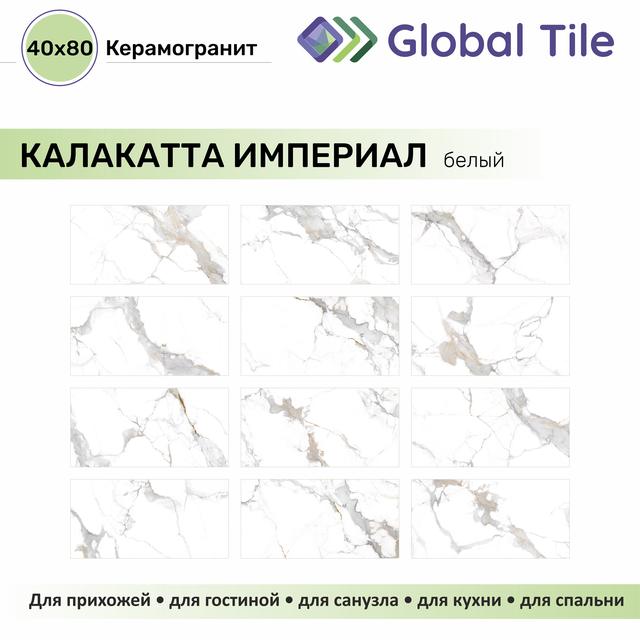 40x80 Керамогранит
Global Tile
КАЛАКАТТА ИМПЕРИАЛ белый
Для прихожей • для гостиной • для санузла • для кухни • для спальни